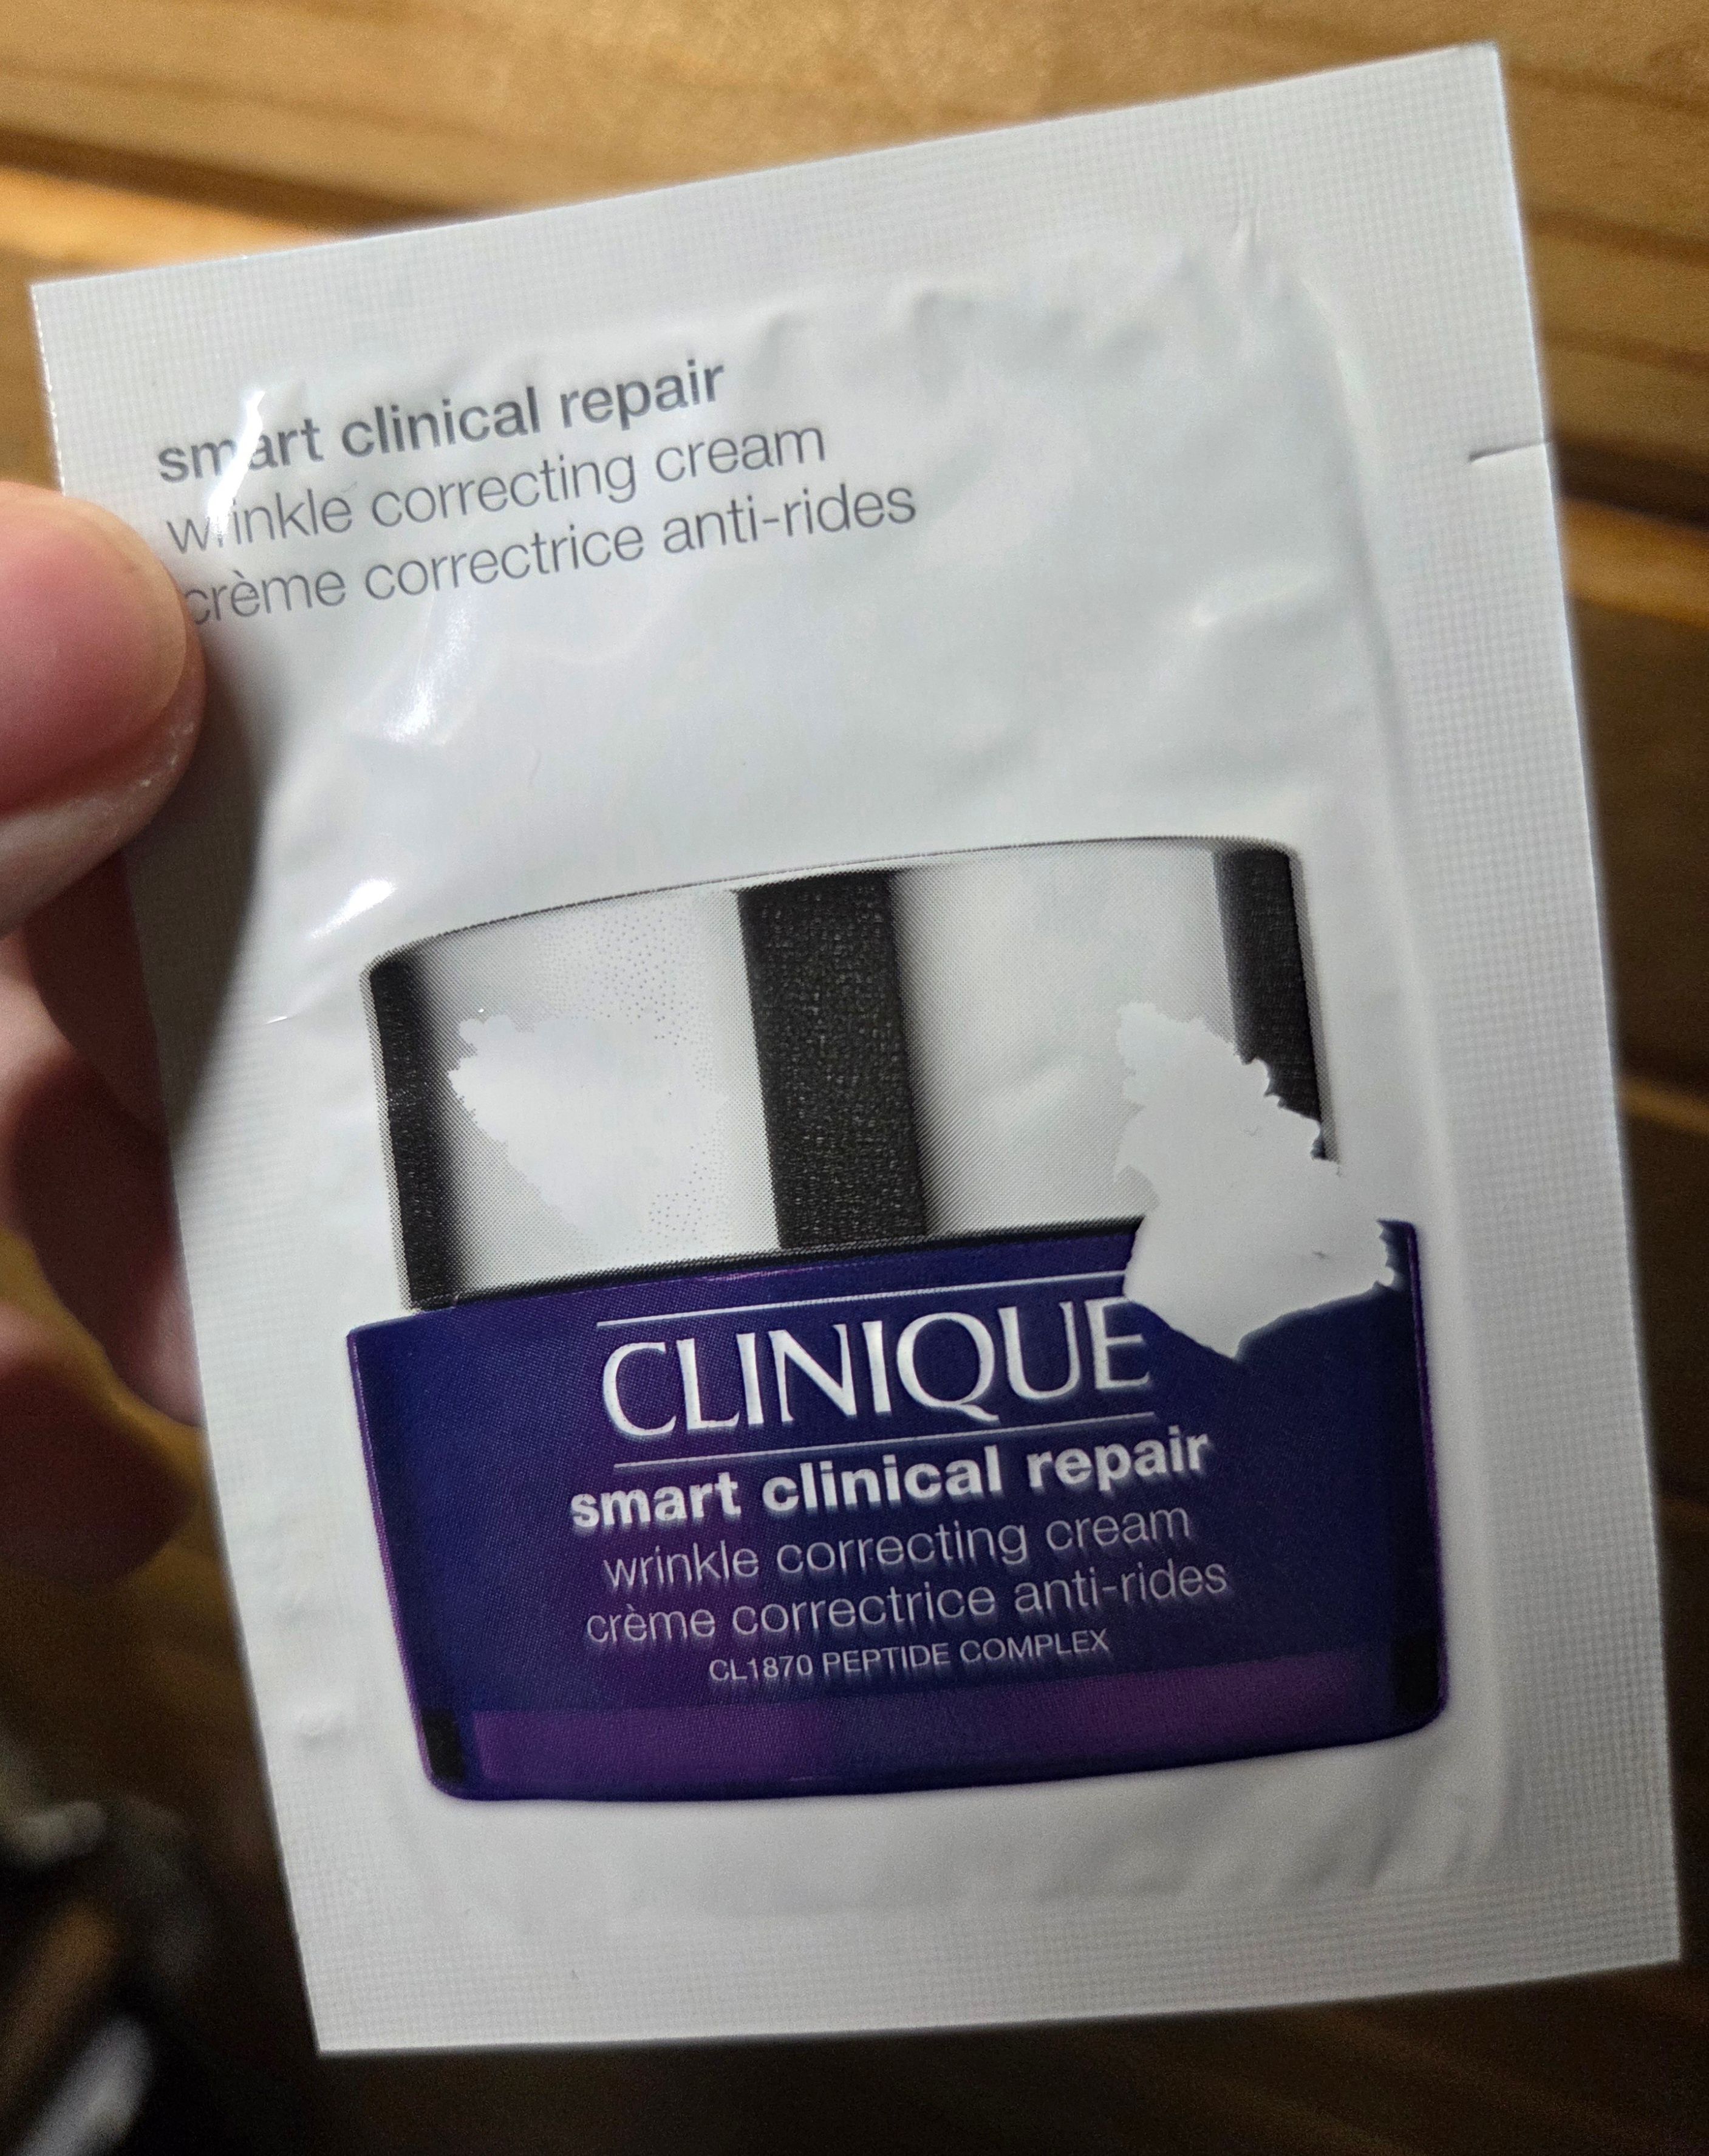 smart clinical repair
wrinkle correcting cream
crème correctrice anti-rides
CLINIQUE
smart clinical repair
wrinkle correcting cream
crème correctrice anti-rides
CL1870 PEPTIDE COMPLEX